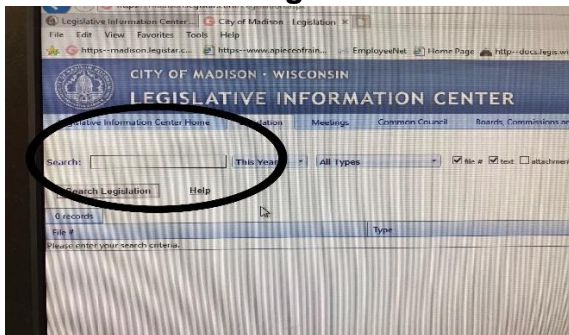 Legislative Information Center... City of Madison - Legislation
File Edit View Favorites Tools Help
https--madison.legistar.c... https--www.apieceofrain... EmployeeNet Home Page http--docs.legis.wi
CITY OF MADISON · WISCONSIN
LEGISLATIVE INFORMATION CENTER
Legislative Information Center Home Legislation Meetings Common Council Boards, Commissions an
Search: This Year All Types file # text attachment
Search Legislation Help
0 records
File # Type
Please enter your search criteria.